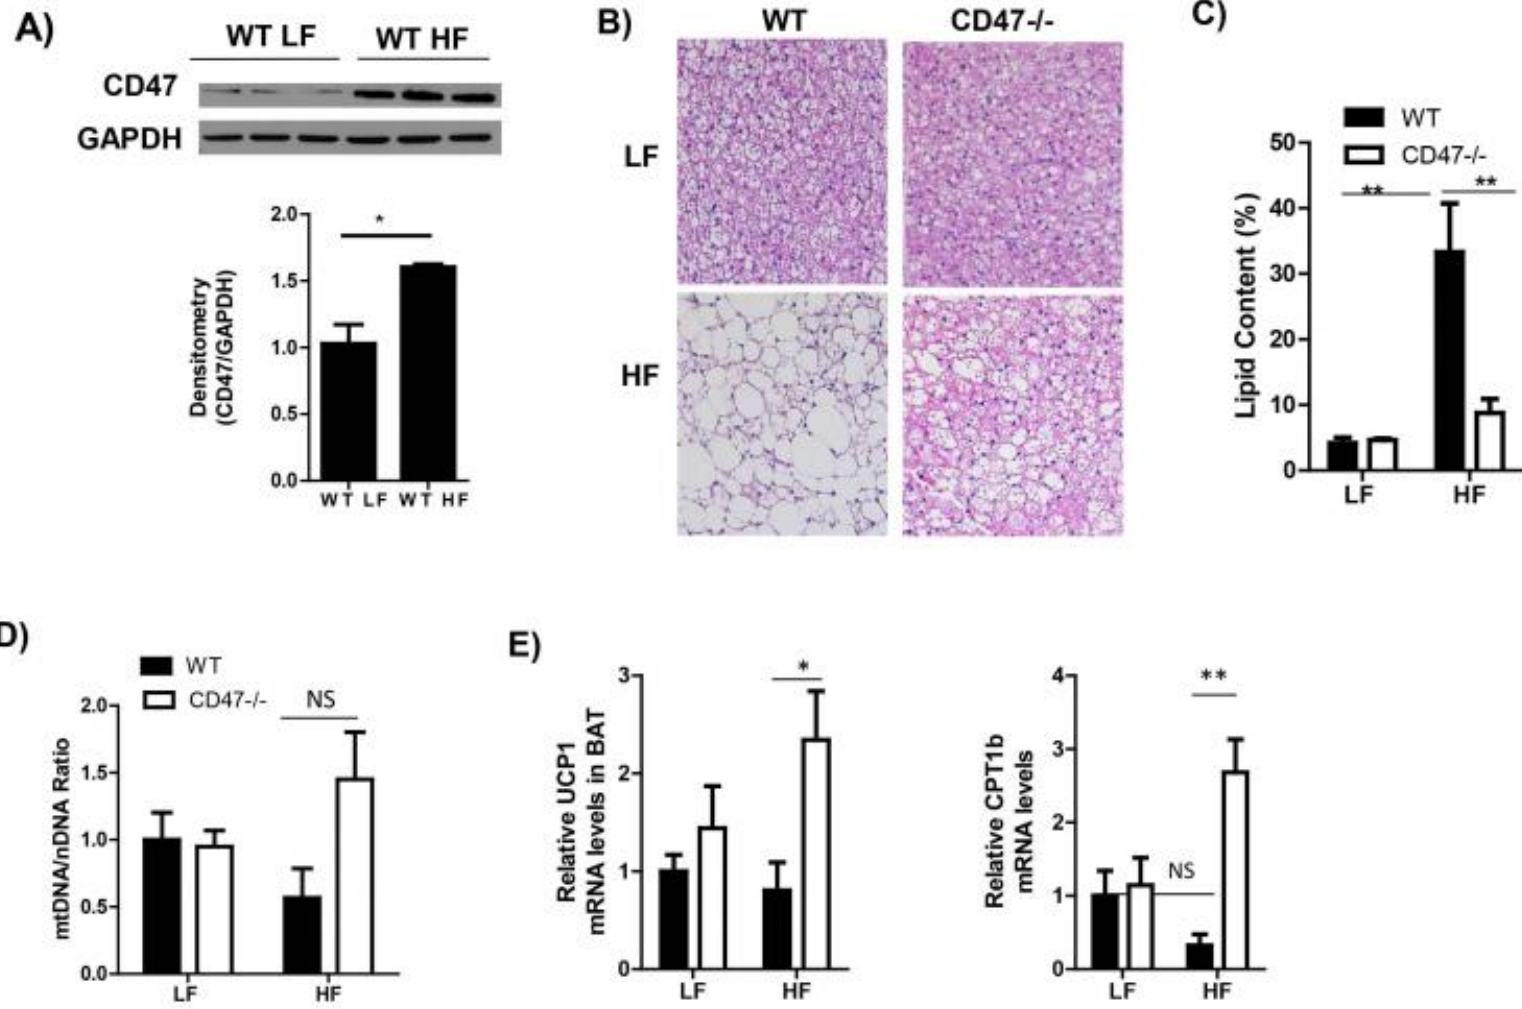 A)
WT LF WT HF
CD47
GAPDH
Densitometry
(CD47/GAPDH)
2.0
1.5
1.0
0.5
0.0
*
WT LF WT HF
B)
WT CD47-/-
LF
HF
C)
WT
CD47-/-
Lipid Content (%)
50
40
30
20
10
0
** **
LF HF
D)
WT
CD47-/-
mtDNA/nDNA Ratio
2.0
1.5
1.0
0.5
0.0
NS
LF HF
E)
Relative UCP1
mRNA levels in BAT
3
2
1
0
*
LF HF
Relative CPT1b
mRNA levels
4
3
2
1
0
**
NS
LF HF